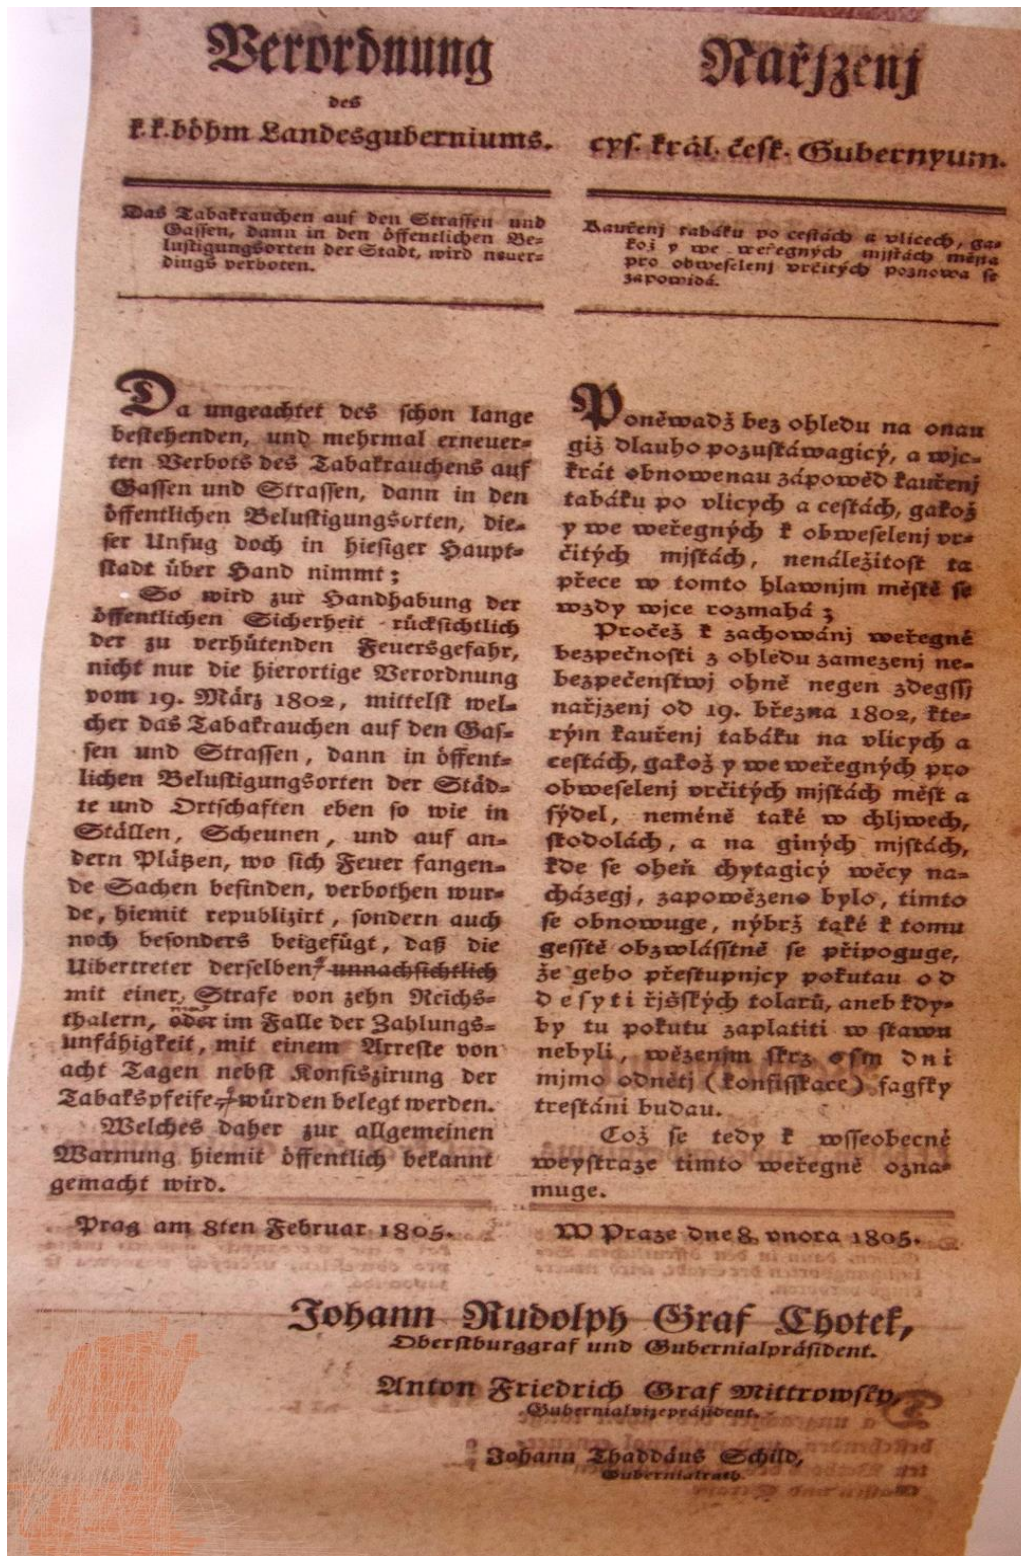 Verordnung
des
k.k. böhm Landesguberniums.
Das Tabakrauchen auf den Strassen und
Gassen, dann in den öffentlichen Be=
lustigungsorten der Stadt, wird neuer=
dings verboten.
Da ungeachtet des schon lange
bestehenden, und mehrmal erneuer=
ten Verbots des Tabakrauchens auf
Gassen und Strassen, dann in den
öffentlichen Belustigungsorten, die=
ser Unfug doch in hiesiger Haupt=
stadt über Hand nimmt;
So wird zur Handhabung der
öffentlichen Sicherheit rücksichtlich
der zu verhütenden Feuersgefahr,
nicht nur die hierortige Verordnung
vom 19. März 1802, mittelst wel=
cher das Tabakrauchen auf den Gas=
sen und Strassen, dann in öffent=
lichen Belustigungsorten der Städ=
te und Ortschaften eben so wie in
Ställen, Scheunen, und auf an=
dern Plätzen, wo sich Feuer fangen=
de Sachen befinden, verbothen wur=
de, hiemit republizirt, sondern auch
noch besonders beigefügt, daß die
Uibertreter derselben unnachsichtlich
mit einer Strafe von zehn Reichs=
thalern, oder im Falle der Zahlungs=
unfähigkeit, mit einem Arreste von
acht Tagen nebst Konfiszirung der
Tabakspfeife würden belegt werden.
Welches daher zur allgemeinen
Warnung hiemit öffentlich bekannt
gemacht wird.
Prag am 8ten Februar 1805.
Nařjzenj
cys. král. česk. Gubernyum.
Kaučenj tabáku po cestách a vlicech, ga=
kož y we weřegných mjstách města
pro obweselenj vrčitých poznowa se
zapowidá.
Poněwadž bez ohledu na onau
giž dlauho pozuskáwagicý, a wjc=
krát obnowenau zápowěd kaučenj
tabáku po vlicých a cestách, gakož
y we weřegných k obweselenj vr=
čitých mjstách, nenáležitost ta
přece w tomto hlawnjm městě se
wzdy wjce rozmahá;
Pročež k zachowánj weřegné
bezpečnosti z ohledu zamezenj ne=
bezpečenstwj ohně negen zdegssj
nařjzenj od 19. března 1802, kte=
rým kaučenj tabáku na vlicých a
cestách, gakož y we weřegných pro
obweselenj vrčitých mjstách měst a
sýdel, neméně také w chljwech,
stodolách, a na giných mjstách,
kde se oheň chytagicý wěcy na=
cházegj, zapowězeno bylo, timto
se obnowuge, nýbrž také k tomu
gesstě obzwlásstně se připoguge,
že geho přestupnjcy pokutau od
desyti řjšských tolarů, aneb kdy=
by tu pokutu zaplatiti w stawu
nebyli, wězenjm skrz osm dni
mjmo odnětj (konfisskace) fagfky
trestáni budau.
Což se tedy k wsseobecné
weystraze timto weřegně ozna=
muge.
W Praze dne 8. vnora 1805.
Johann Rudolph Graf Chotek,
Oberstburggraf und Gubernialpräsident.
Anton Friedrich Graf Mittrowsky,
Gubernialvizepräsident.
Johann Thaddäus Schild,
Gubernialrath.